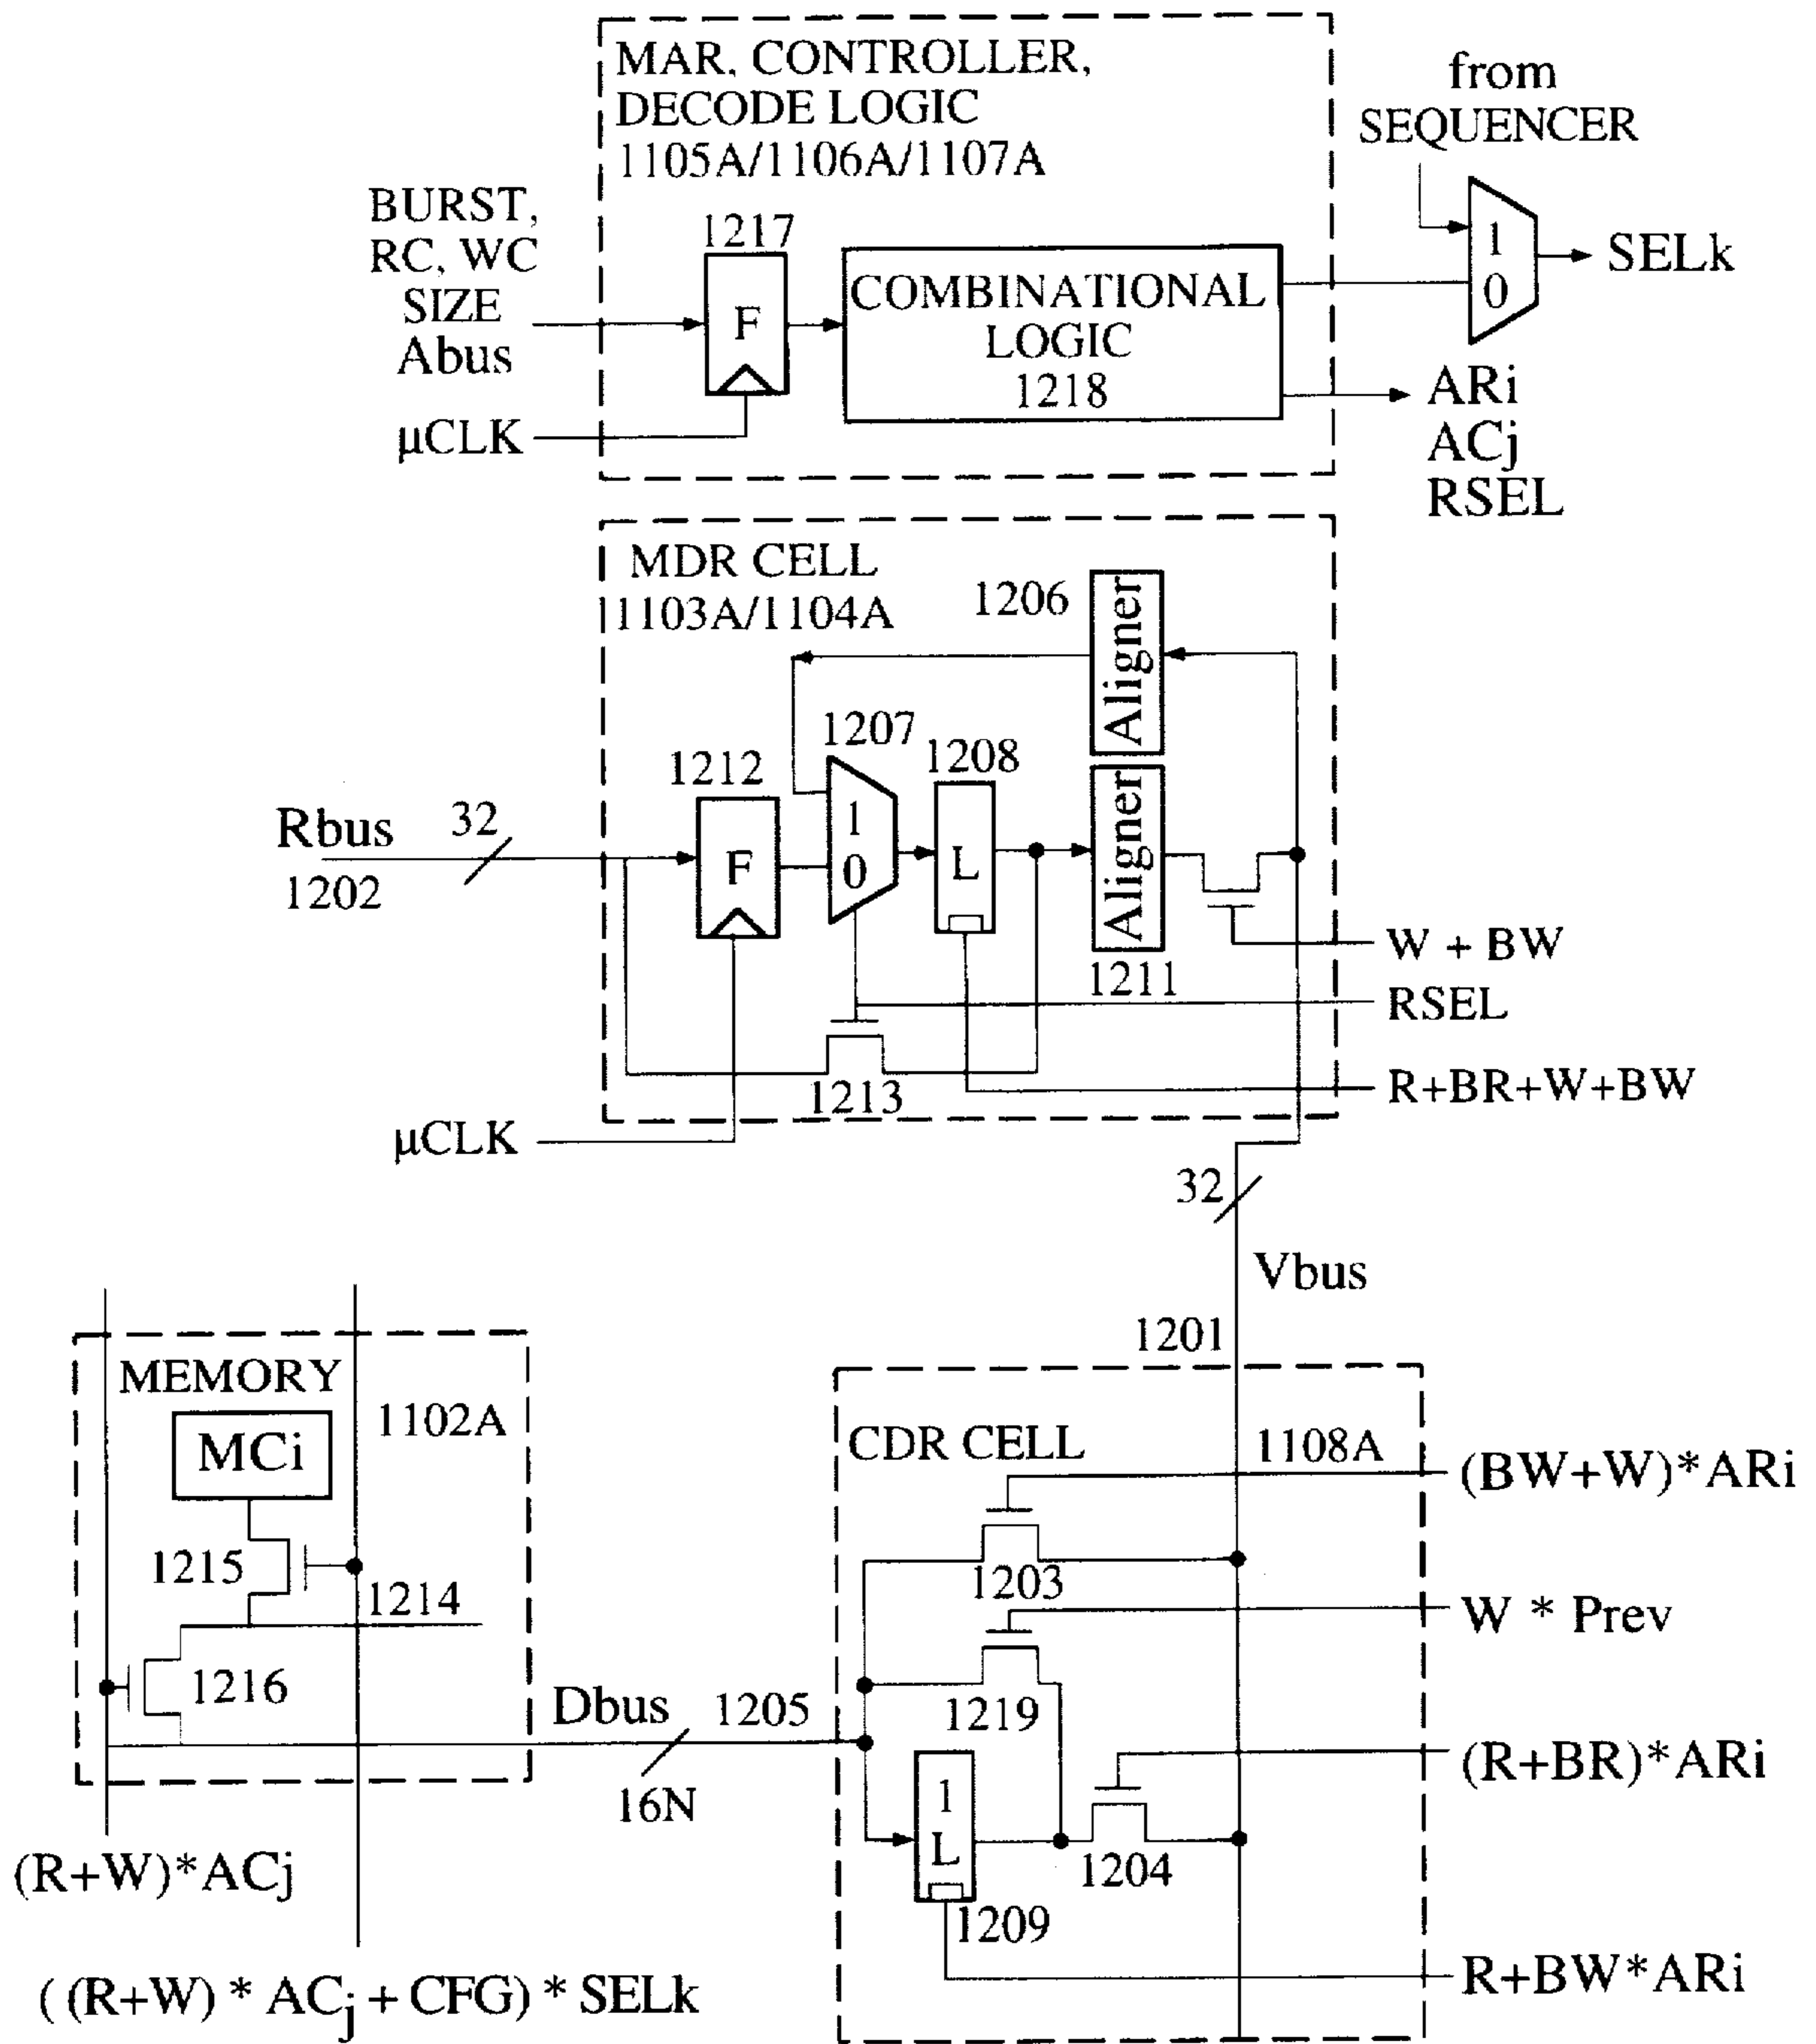 MAR, CONTROLLER,
DECODE LOGIC
1105A/1106A/1107A
from
SEQUENCER
BURST,
RC, WC
SIZE
Abus
1217
F
COMBINATIONAL
LOGIC
1218
1
0
SELk
μCLK
ARi
ACj
RSEL
MDR CELL
1103A/1104A
1206
Aligner
1207
1208
1212
Rbus
32
1202
F
1
0
L
Aligner
1211
W + BW
RSEL
1213
R+BR+W+BW
μCLK
32
Vbus
1201
MEMORY
1102A
MCi
1215
1214
1216
CDR CELL
1108A
(BW+W)*ARi
1203
W * Prev
1219
Dbus
1205
16N
(R+BR)*ARi
1
L
1204
1209
R+BW*ARi
(R+W)*ACj
((R+W) * ACj + CFG) * SELk